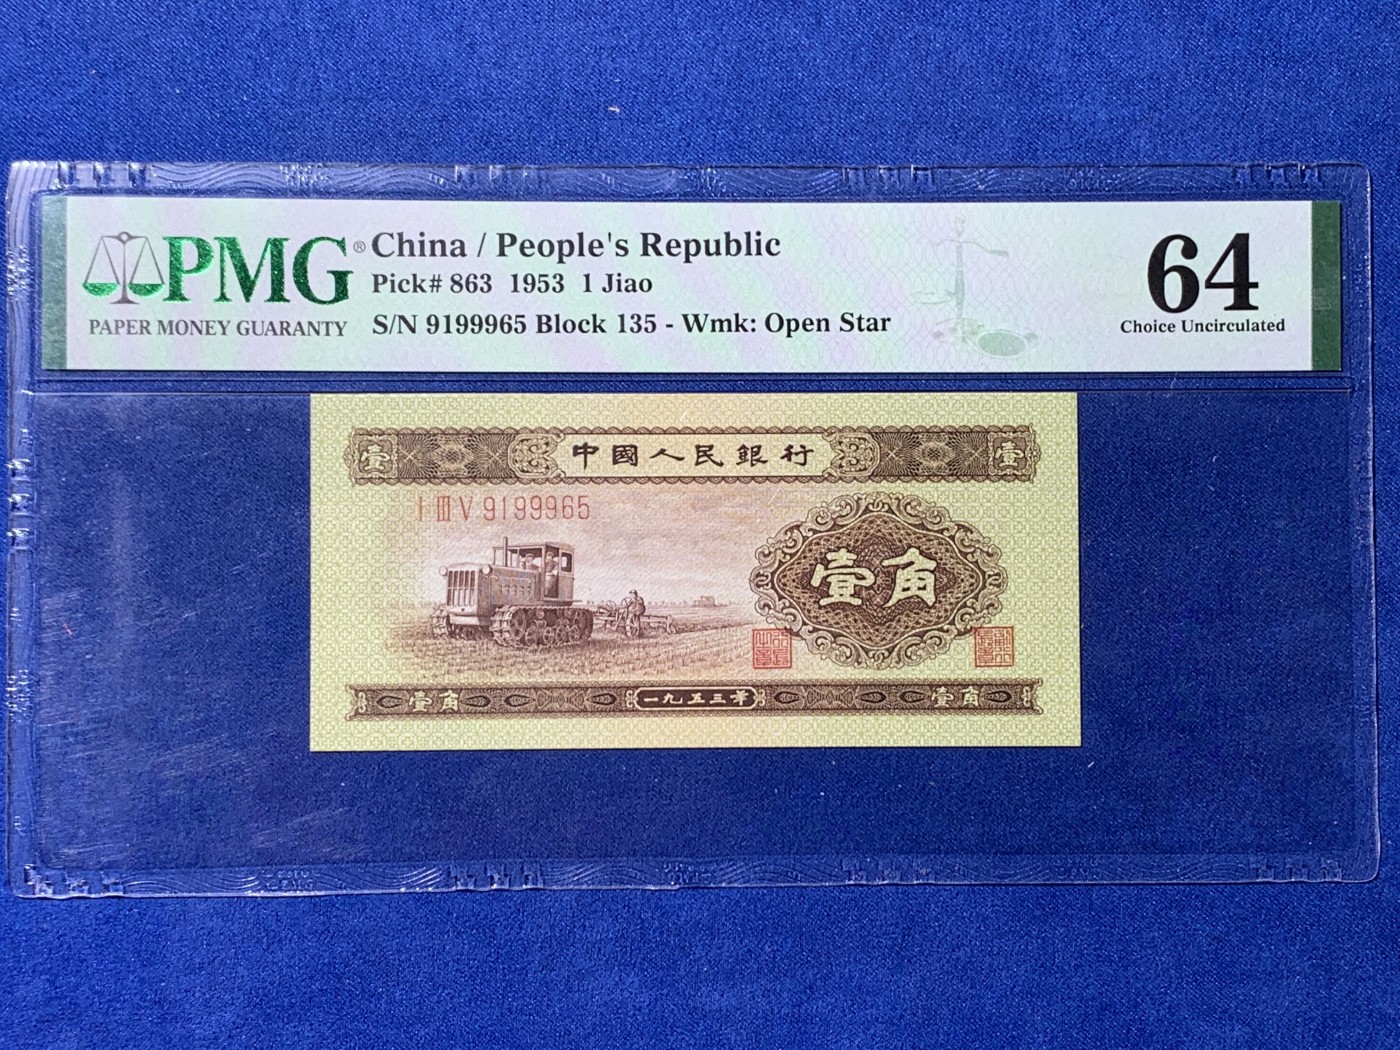 PMG®
PAPER MONEY GUARANTY
China / People's Republic
Pick# 863 1953 1 Jiao
S/N 9199965 Block 135 - Wmk: Open Star
64
Choice Uncirculated
壹 中國人民銀行 壹
I III V 9199965
壹角
壹角 一九五三年 壹角